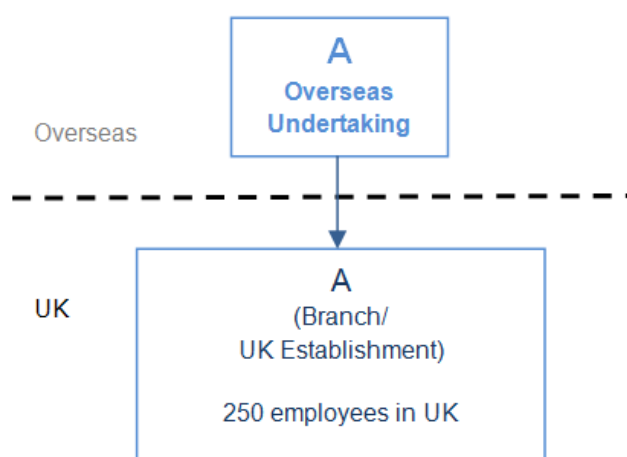 A
Overseas
Undertaking
Overseas
UK
A
(Branch/
UK Establishment)
250 employees in UK